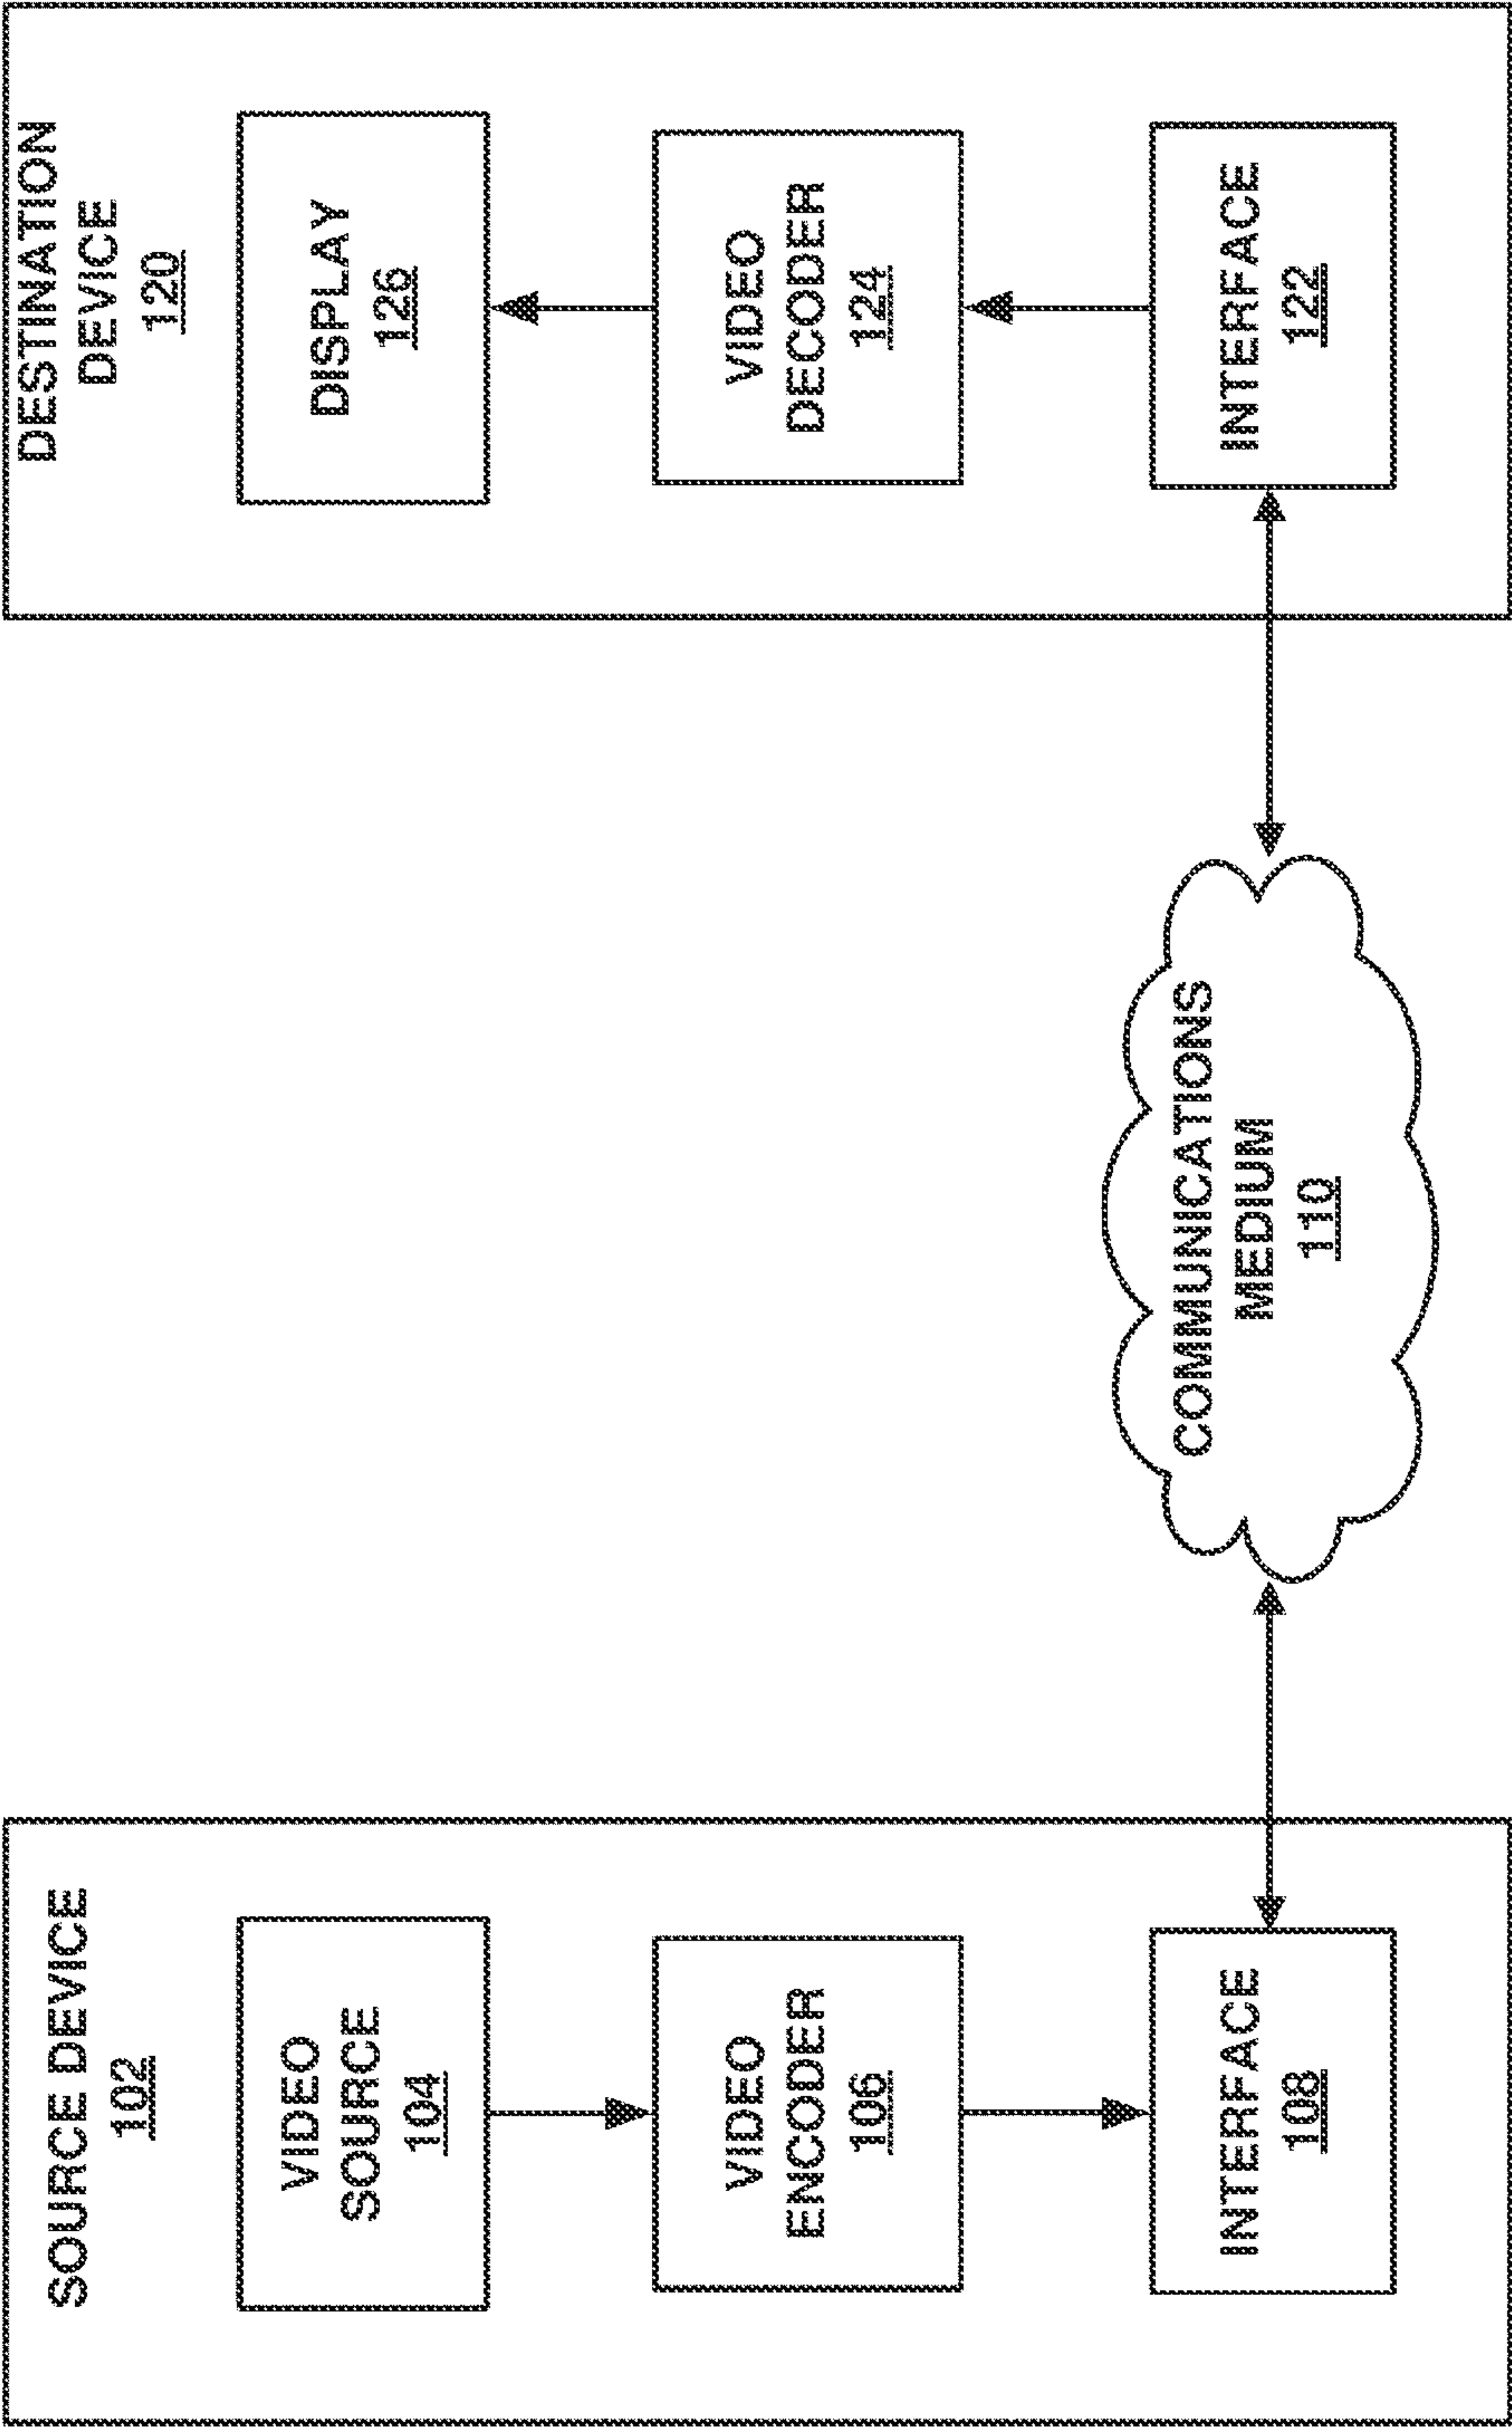 SOURCE DEVICE
102
VIDEO
SOURCE
104
VIDEO
ENCODER
106
INTERFACE
108
COMMUNICATIONS
MEDIUM
110
DESTINATION
DEVICE
120
DISPLAY
126
VIDEO
DECODER
124
INTERFACE
122